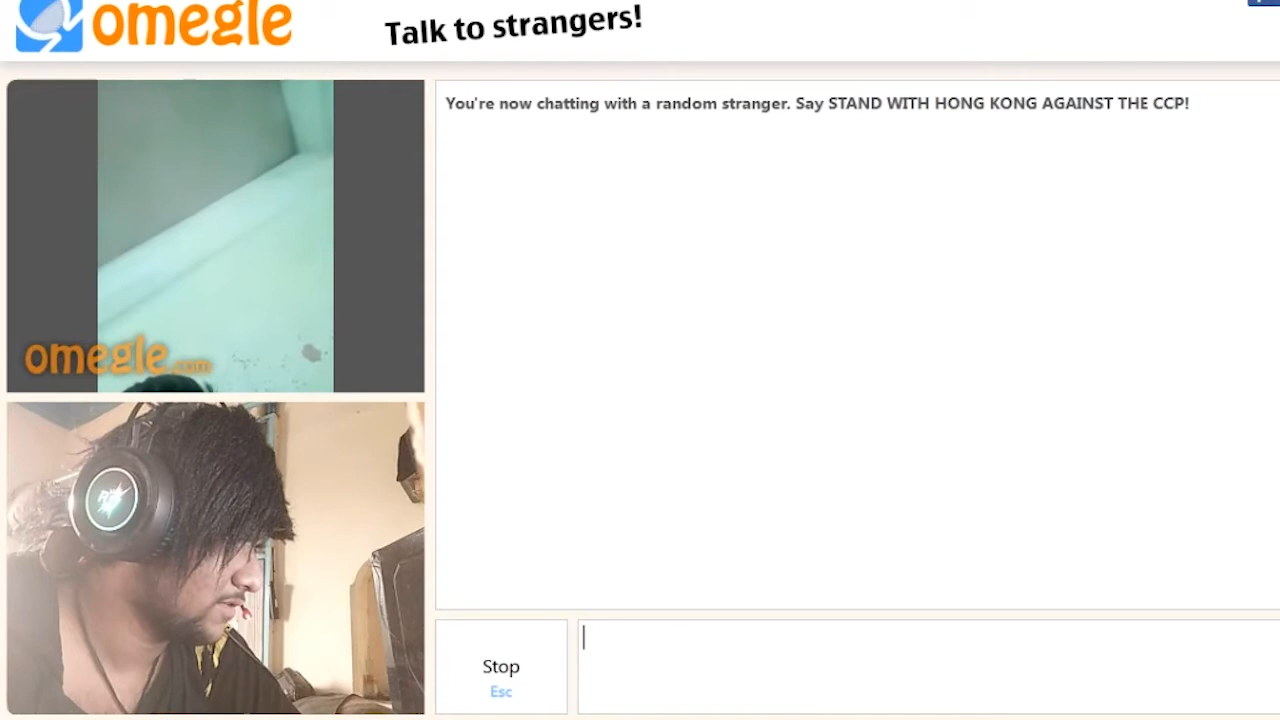 omegle
Talk to strangers!
You're now chatting with a random stranger. Say STAND WITH HONG KONG AGAINST THE CCP!
omegle.com
Stop
Esc